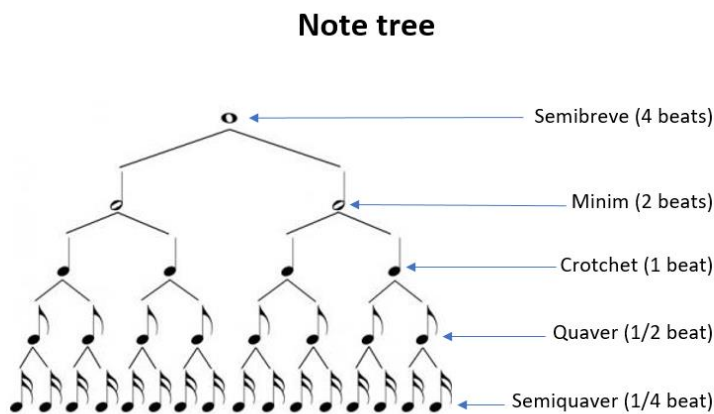 Note tree
Semibreve (4 beats)
Minim (2 beats)
Crotchet (1 beat)
Quaver (1/2 beat)
Semiquaver (1/4 beat)